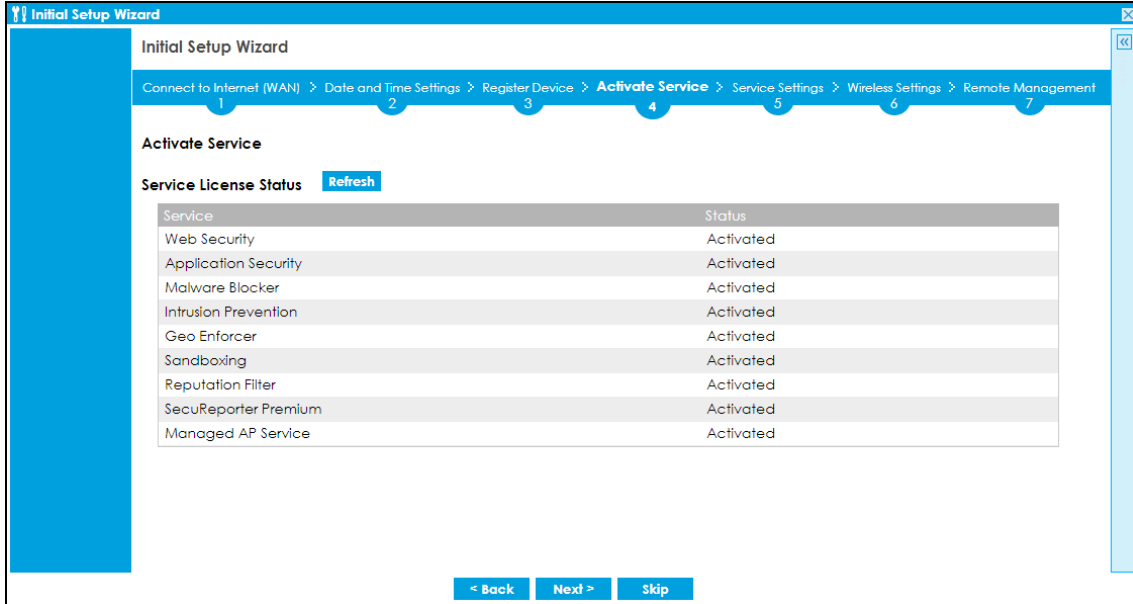 Initial Setup Wizard
Initial Setup Wizard
Connect to Internet (WAN) > Date and Time Settings > Register Device > Activate Service > Service Settings > Wireless Settings > Remote Management
1 2 3 4 5 6 7
Activate Service
Service License Status Refresh
Service Status
Web Security Activated
Application Security Activated
Malware Blocker Activated
Intrusion Prevention Activated
Geo Enforcer Activated
Sandboxing Activated
Reputation Filter Activated
SecuReporter Premium Activated
Managed AP Service Activated
< Back Next > Skip